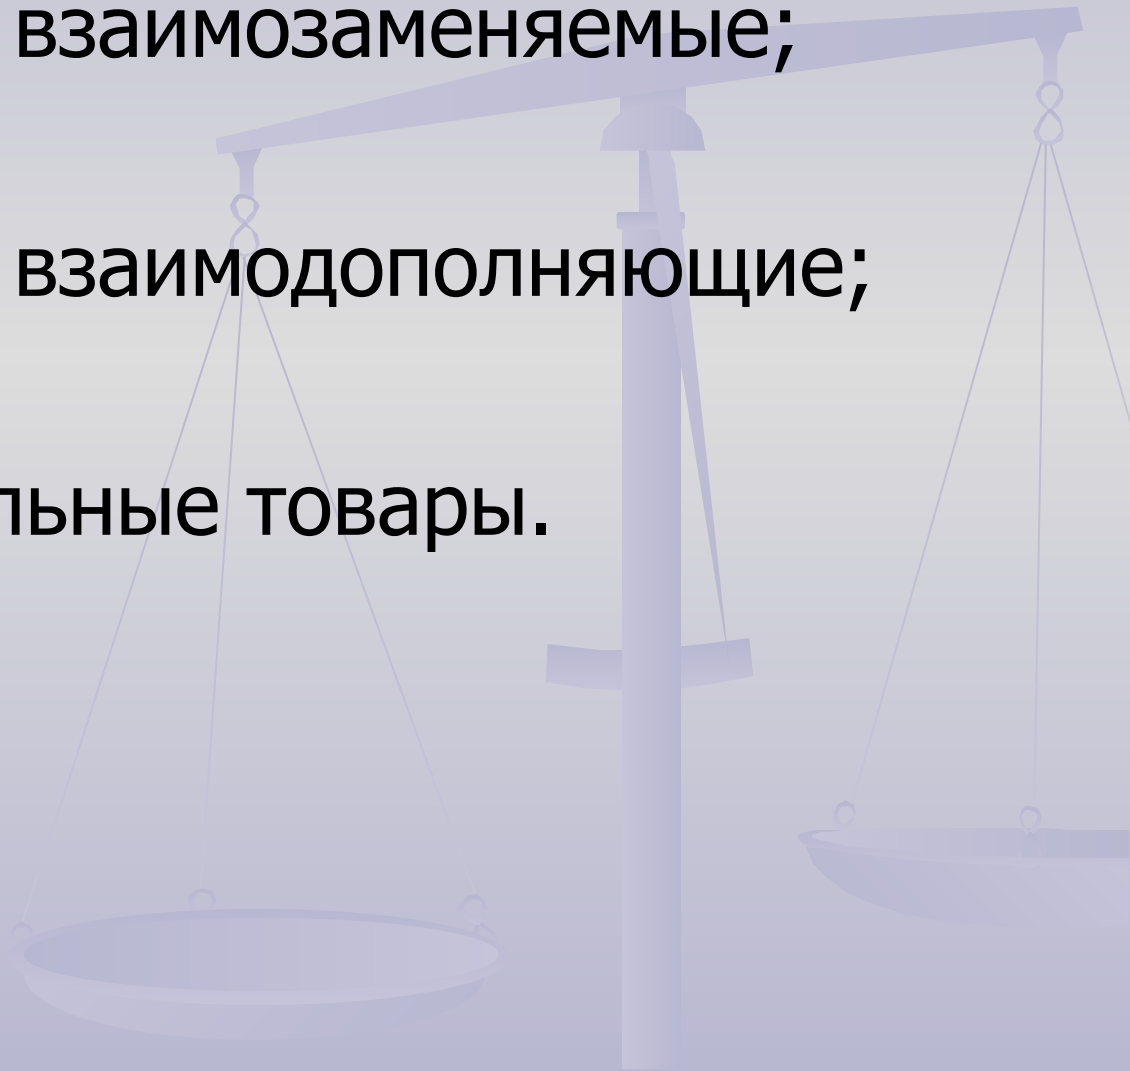 взаимозаменяемые;
взаимодополняющие;
льные товары.